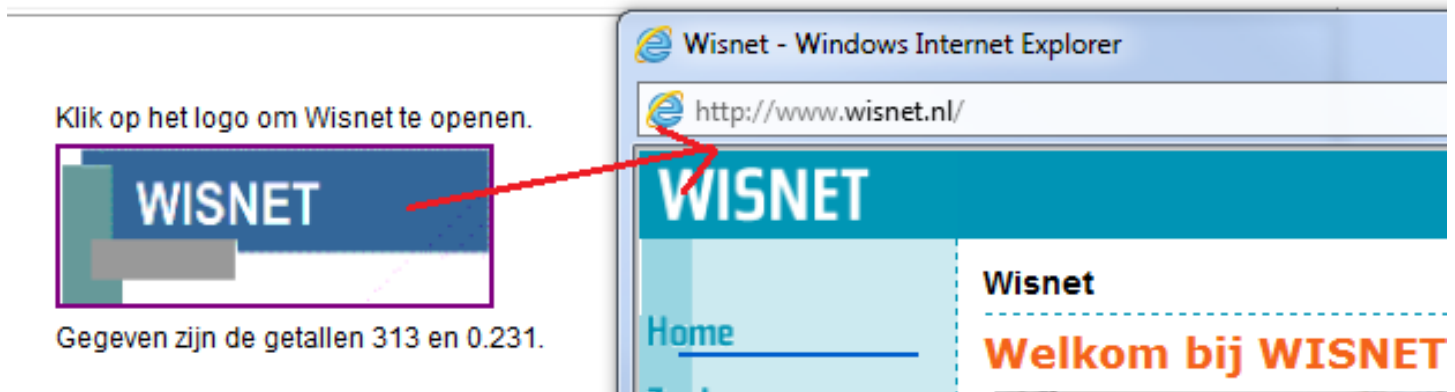 Klik op het logo om Wisnet te openen.
WISNET
Gegeven zijn de getallen 313 en 0.231.
Wisnet - Windows Internet Explorer
http://www.wisnet.nl/
WISNET
Home
Wisnet
Welkom bij WISNET